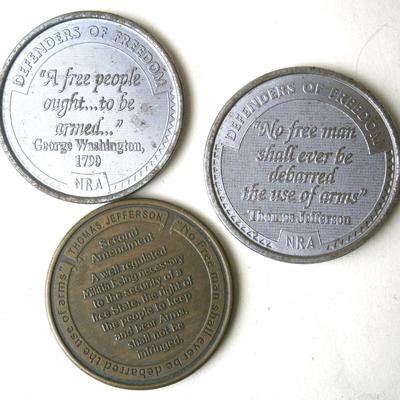 DEFENDERS OF FREEDOM
"A free people
ought...to be
armed..."
George Washington,
1790
NRA
DEFENDERS OF FREEDOM
"No free man
shall ever be
debarred
the use of arms"
Thomas Jefferson
NRA
THOMAS JEFFERSON
"No Free man shall ever be debarred the use of arms"
Second
Amendment
A well regulated
Militia being necessary
to the security of a
free State, the right of
the people to keep
and bear Arms,
shall not be
infringed.